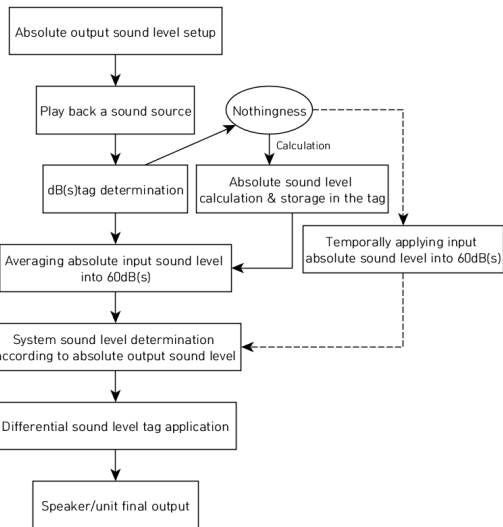 Absolute output sound level setup
Play back a sound source
Nothingness
Calculation
dB(s)tag determination
Absolute sound level
calculation & storage in the tag
Temporally applying input
absolute sound level into 60dB(s)
Averaging absolute input sound level
into 60dB(s)
System sound level determination
according to absolute output sound level
Differential sound level tag application
Speaker/unit final output